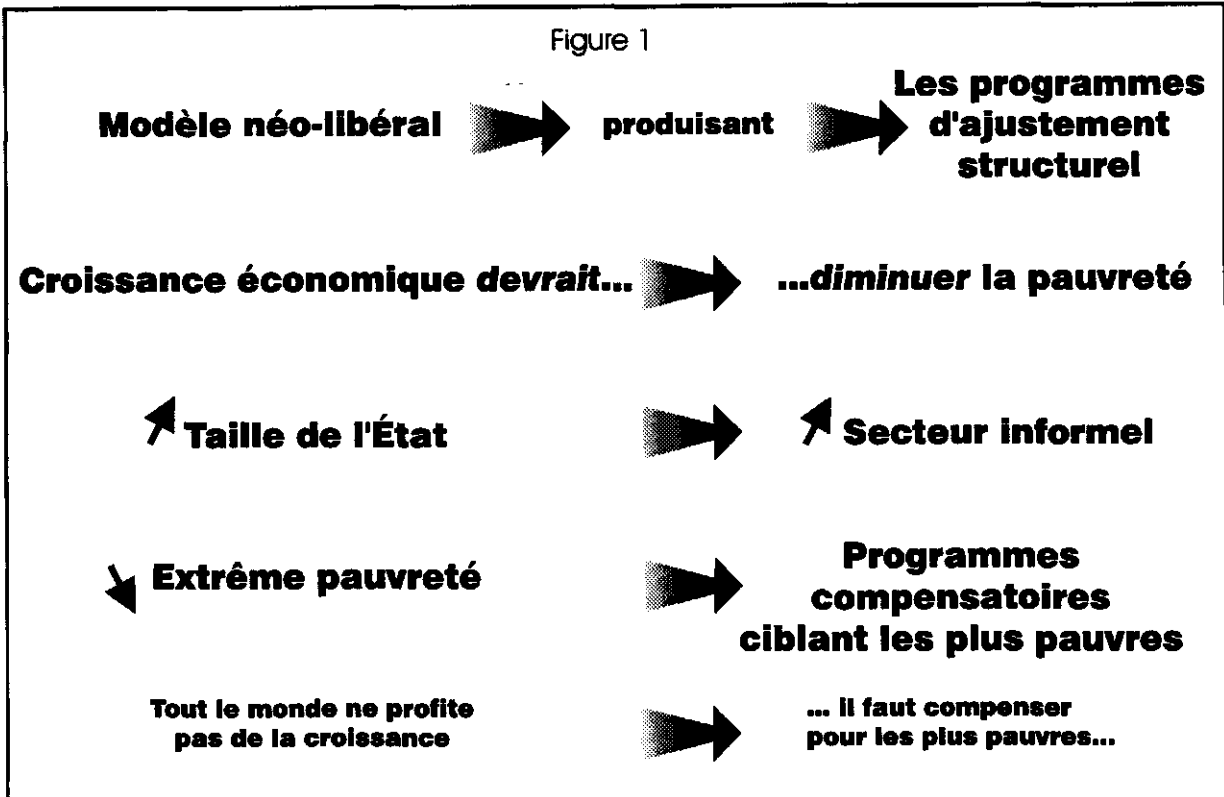 Figure 1
Modèle néo-libéral produisant Les programmes
d'ajustement
structurel
Croissance économique devrait... ...diminuer la pauvreté
Taille de l'État Secteur informel
Extrême pauvreté Programmes
compensatoires
ciblant les plus pauvres
Tout le monde ne profite
pas de la croissance
... il faut compenser
pour les plus pauvres...